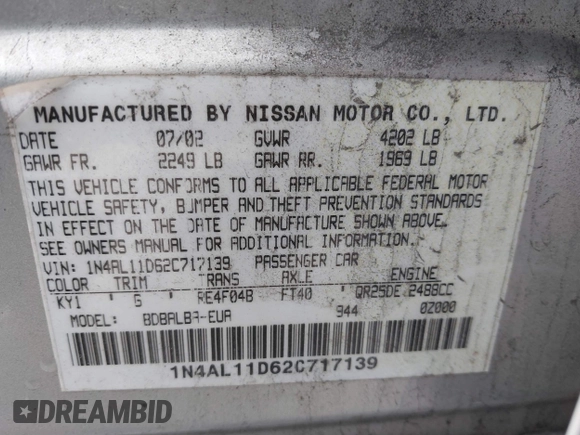 MANUFACTURED BY NISSAN MOTOR CO., LTD.
DATE 07/02 GVWR 4202 LB
GAWR FR. 2249 LB GAWR RR. 1969 LB
THIS VEHICLE CONFORMS TO ALL APPLICABLE FEDERAL MOTOR
VEHICLE SAFETY, BUMPER AND THEFT PREVENTION STANDARDS
IN EFFECT ON THE DATE OF MANUFACTURE SHOWN ABOVE.
SEE OWNERS MANUAL FOR ADDITIONAL INFORMATION
VIN: 1N4AL11D62C717139 PASSENGER CAR
COLOR TRIM TRANS AXLE ENGINE
KY1 G RE4F04B FT40 QR25DE 2488CC
MODEL: BDBALBA-EUA 944 0Z000
1N4AL11D62C717139
DREAMBID